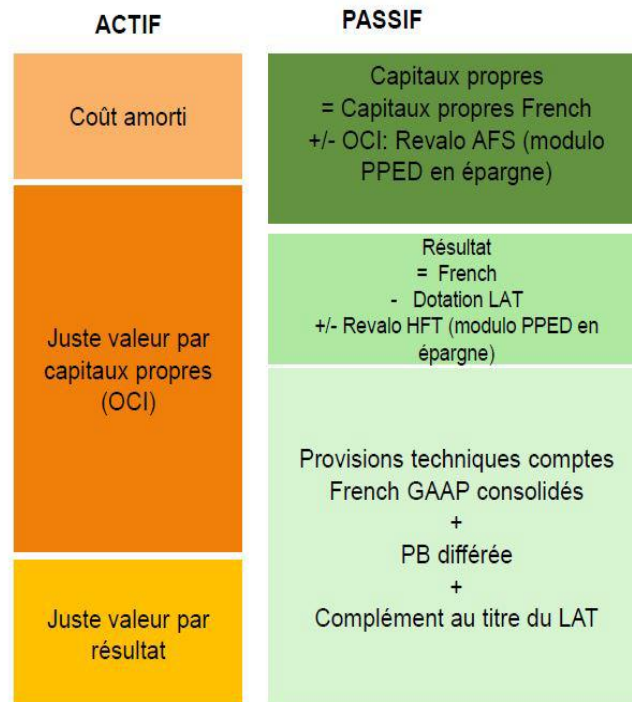 ACTIF
Coût amorti
Juste valeur par
capitaux propres
(OCI)
Juste valeur par
résultat
PASSIF
Capitaux propres
= Capitaux propres French
+/- OCI: Revalo AFS (modulo
PPED en épargne)
Résultat
= French
- Dotation LAT
+/- Revalo HFT (modulo PPED en
épargne)
Provisions techniques comptes
French GAAP consolidés
+
PB différée
+
Complément au titre du LAT